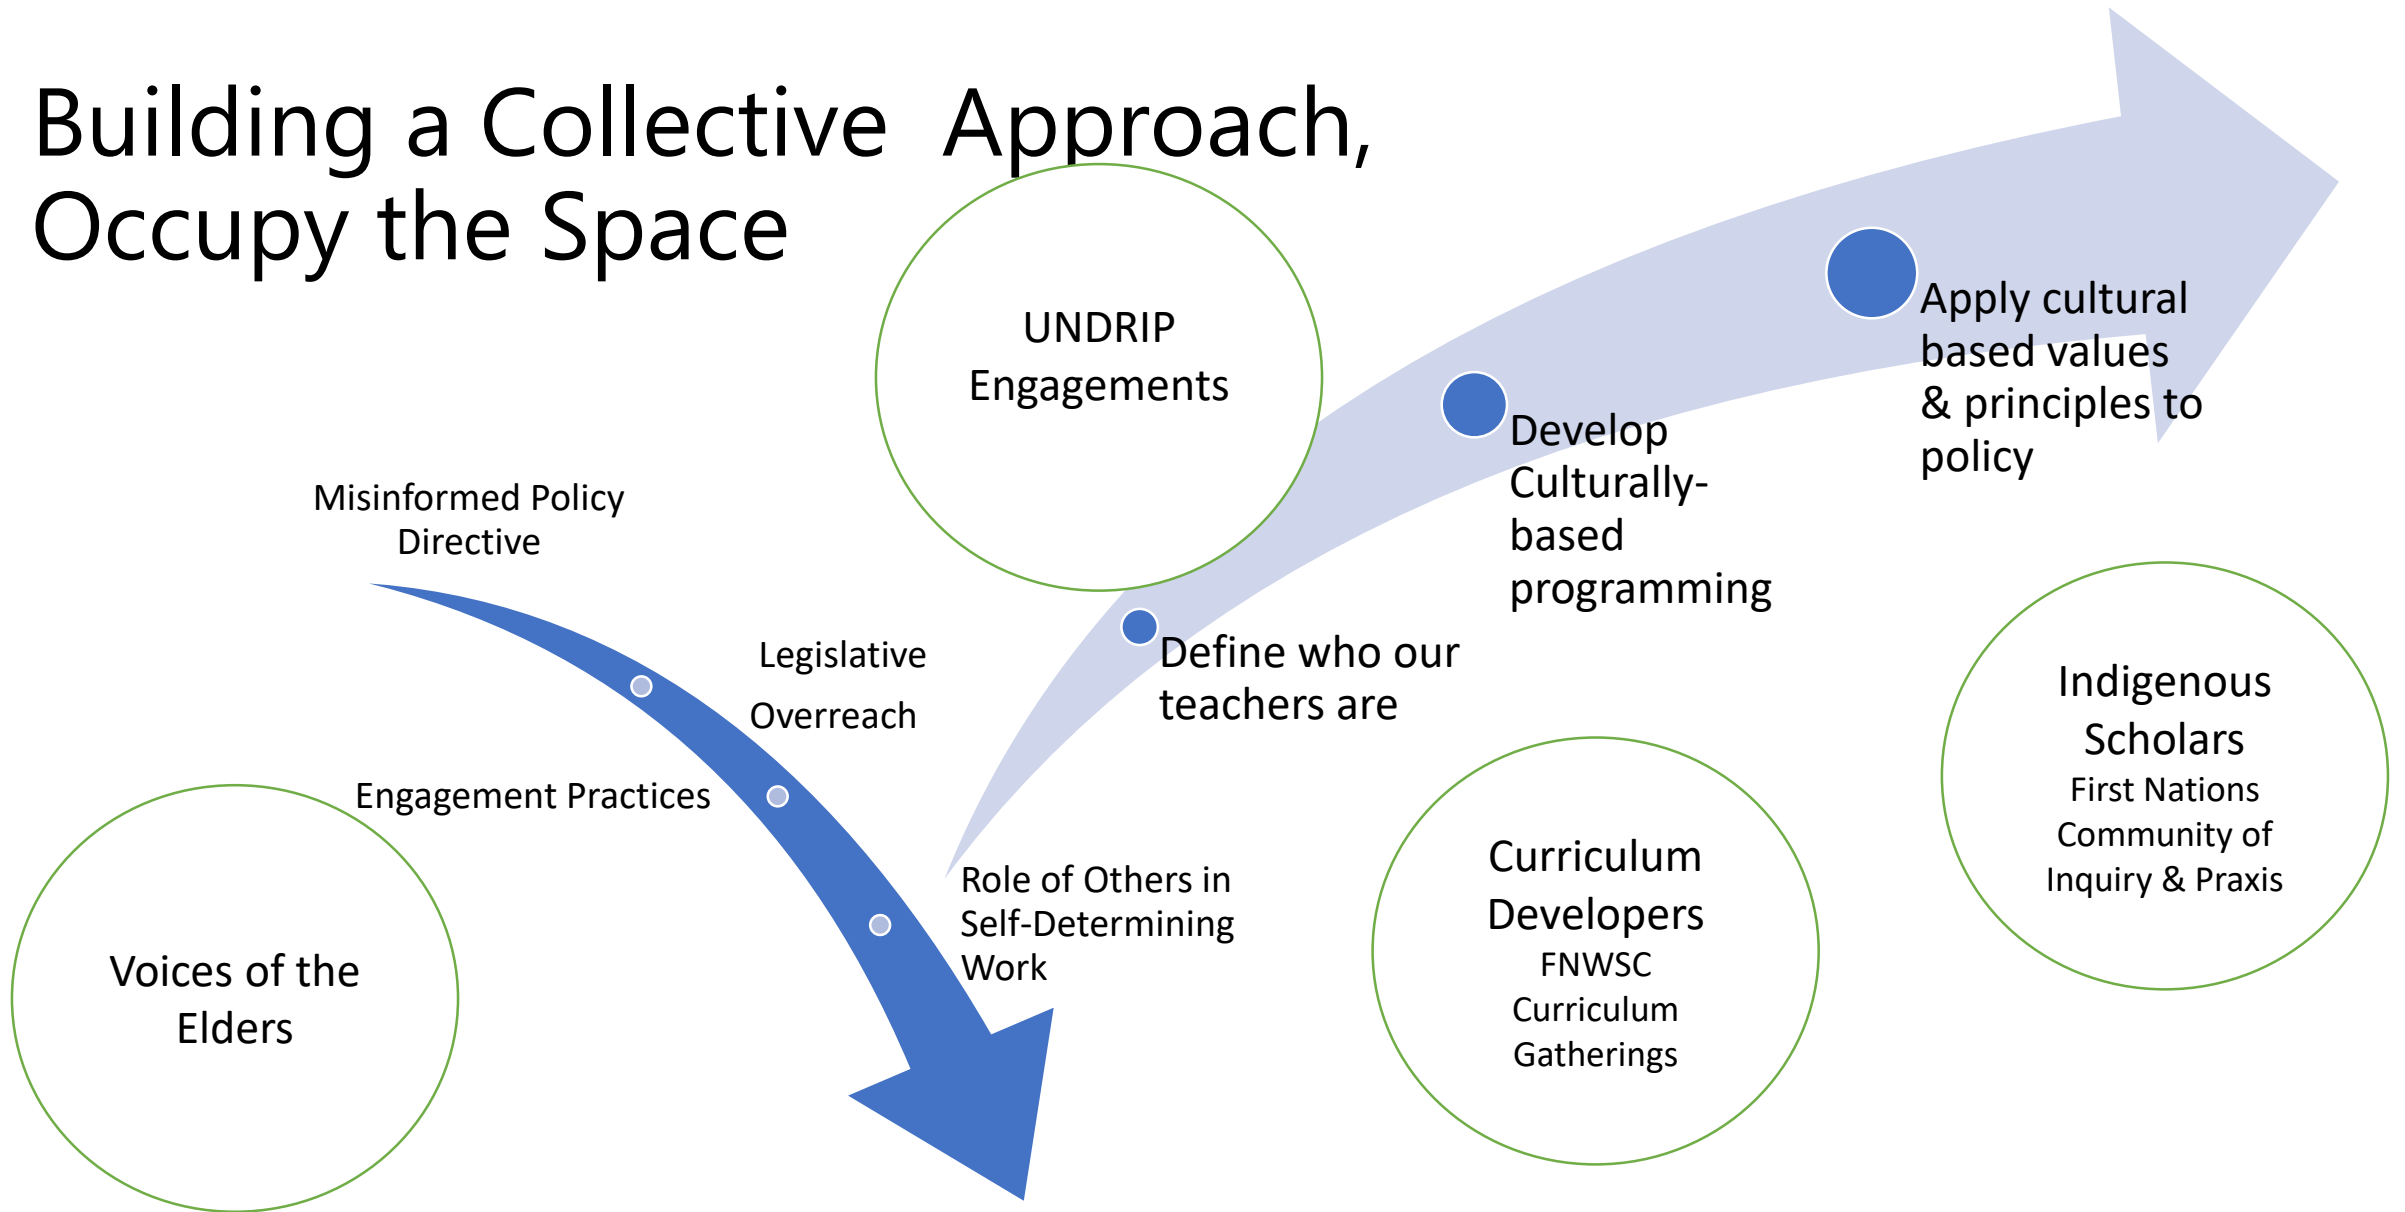 Building a Collective Approach,
Occupy the Space
UNDRIP
Engagements
Apply cultural
based values
& principles to
policy
Develop
Culturally-
based
programming
Misinformed Policy
Directive
Legislative
Overreach
Define who our
teachers are
Engagement Practices
Role of Others in
Self-Determining
Work
Voices of the
Elders
Curriculum
Developers
FNWSC
Curriculum
Gatherings
Indigenous
Scholars
First Nations
Community of
Inquiry & Praxis